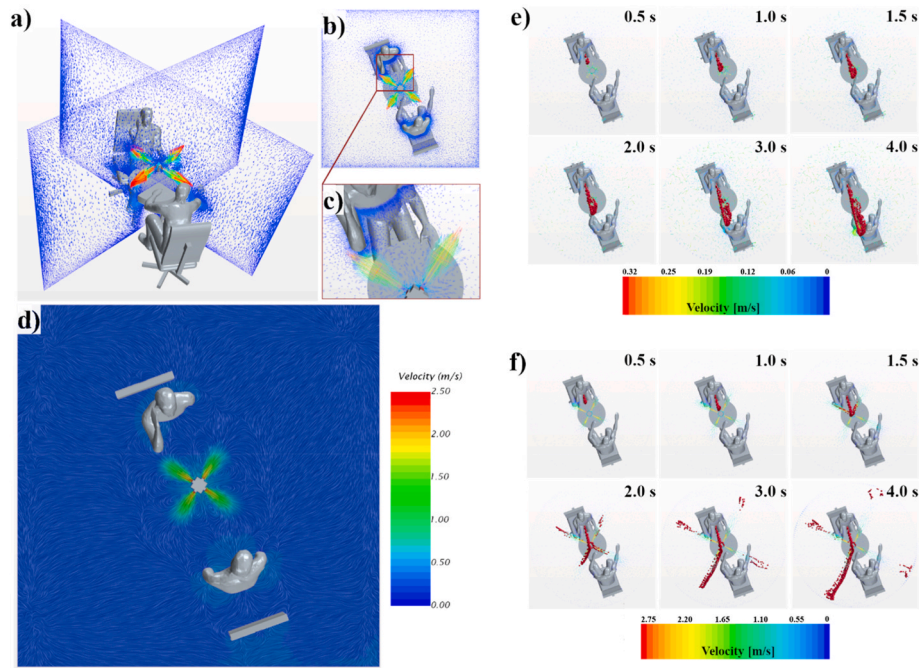 a)
b)
c)
d)
Velocity (m/s)
2.50
2.00
1.50
1.00
0.50
0.00
e)
0.5 s 1.0 s 1.5 s
2.0 s 3.0 s 4.0 s
0.32 0.25 0.19 0.12 0.06 0
Velocity [m/s]
f)
0.5 s 1.0 s 1.5 s
2.0 s 3.0 s 4.0 s
2.75 2.20 1.65 1.10 0.55 0
Velocity [m/s]